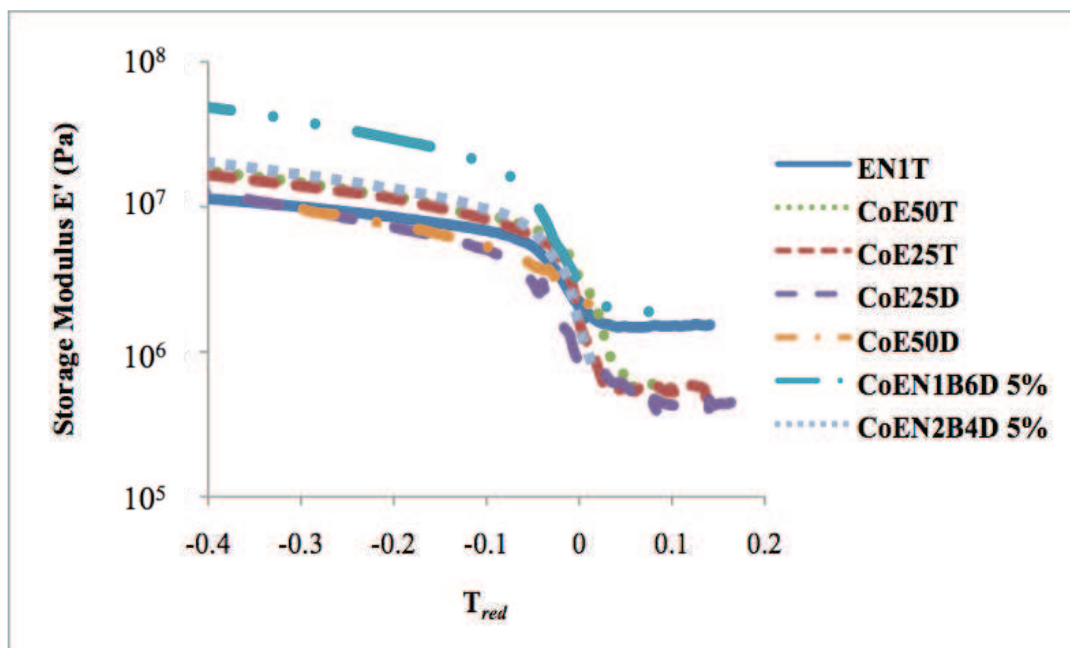 Storage Modulus E' (Pa)
10⁸
10⁷
10⁶
10⁵
-0.4 -0.3 -0.2 -0.1 0 0.1 0.2
T_red
EN1T
CoE50T
CoE25T
CoE25D
CoE50D
CoEN1B6D 5%
CoEN2B4D 5%